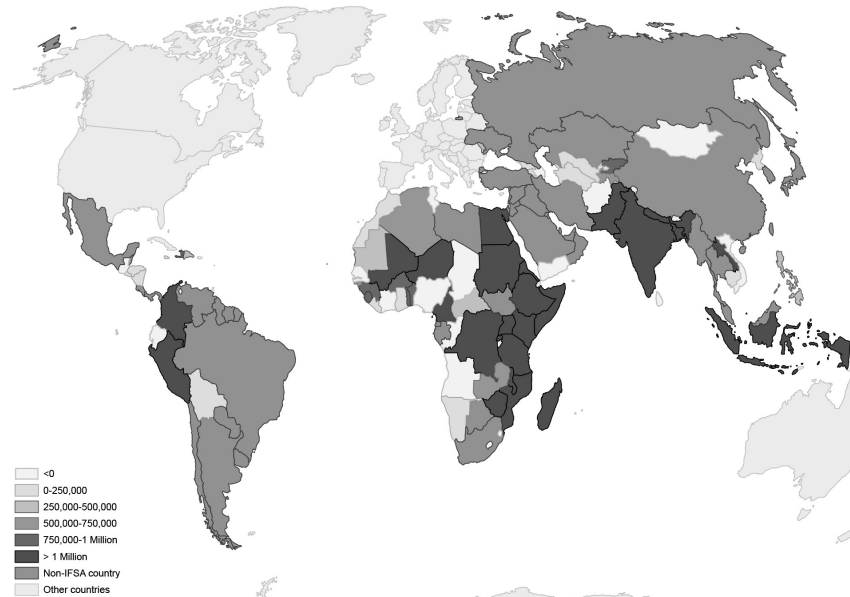 <0
0-250,000
250,000-500,000
500,000-750,000
750,000-1 Million
> 1 Million
Non-IFSA country
Other countries